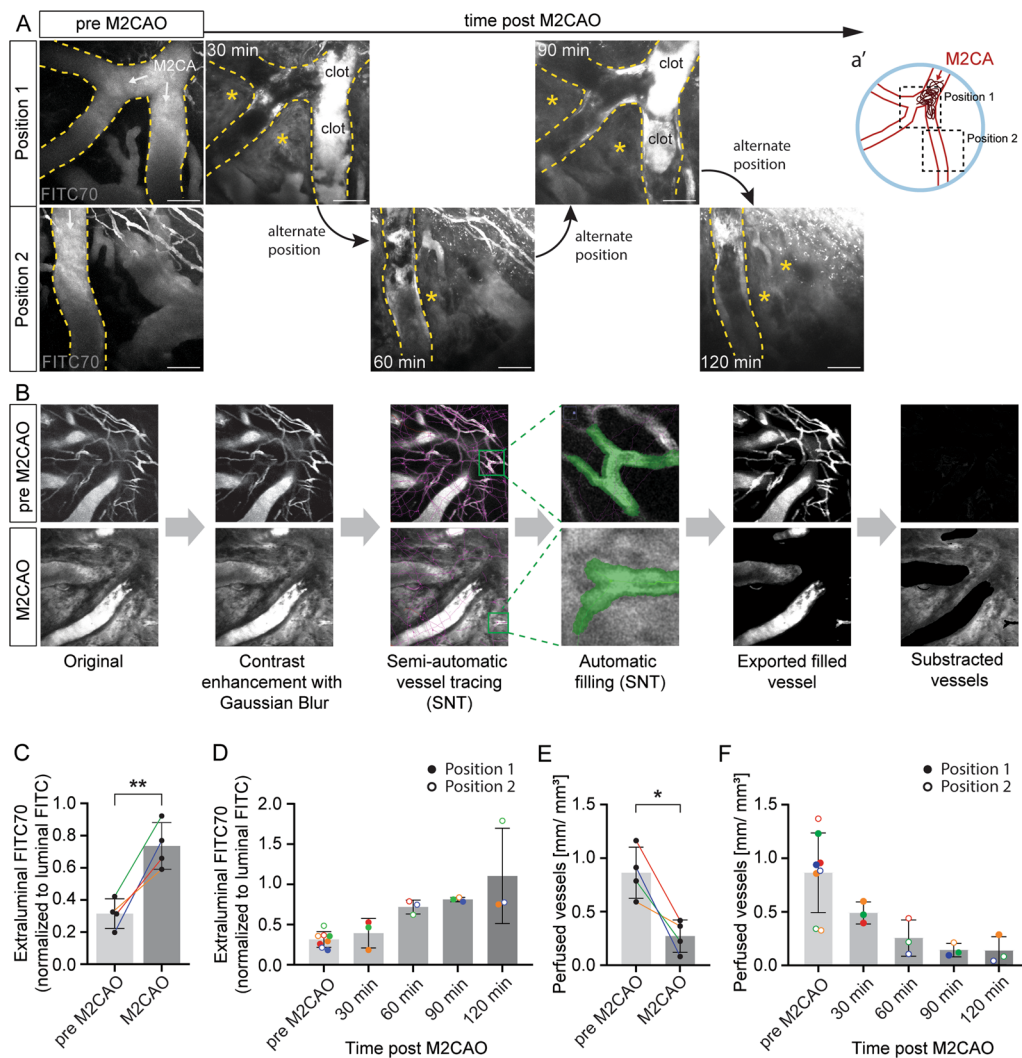 A
pre M2CAO
time post M2CAO
Position 1
M2CA
FITC70
30 min
clot
90 min
clot
clot
a'
M2CA
Position 1
Position 2
alternate
position
alternate
position
alternate
position
Position 2
FITC70
60 min
120 min
B
pre M2CAO
M2CAO
Original
Contrast
enhancement with
Gaussian Blur
Semi-automatic
vessel tracing
(SNT)
Automatic
filling (SNT)
Exported filled
vessel
Substracted
vessels
C
Extraluminal FITC70
(normalized to luminal FITC)
1.0
0.8
0.6
0.4
0.2
0.0
**
pre M2CAO
M2CAO
D
Position 1
Position 2
Extraluminal FITC70
(normalized to luminal FITC)
2.0
1.5
1.0
0.5
0.0
pre M2CAO
30 min
60 min
90 min
120 min
Time post M2CAO
E
Perfused vessels [mm/ mm³]
1.5
1.0
0.5
0.0
*
pre M2CAO
M2CAO
F
Position 1
Position 2
Perfused vessels [mm/ mm³]
1.5
1.0
0.5
0.0
pre M2CAO
30 min
60 min
90 min
120 min
Time post M2CAO